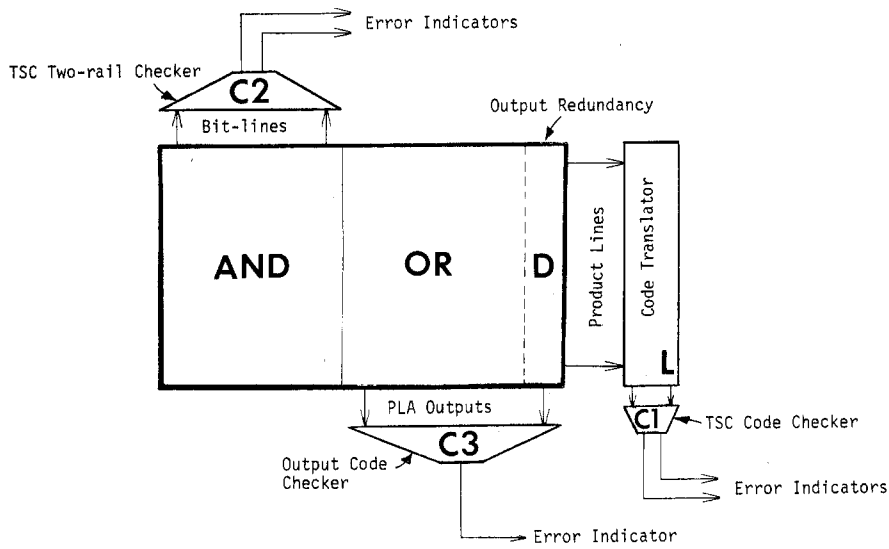 Error Indicators
TSC Two-rail Checker
C2
Bit-lines
Output Redundancy
AND
OR
D
Product Lines
Code Translator
L
PLA Outputs
C3
Output Code
Checker
C1
TSC Code Checker
Error Indicators
Error Indicator